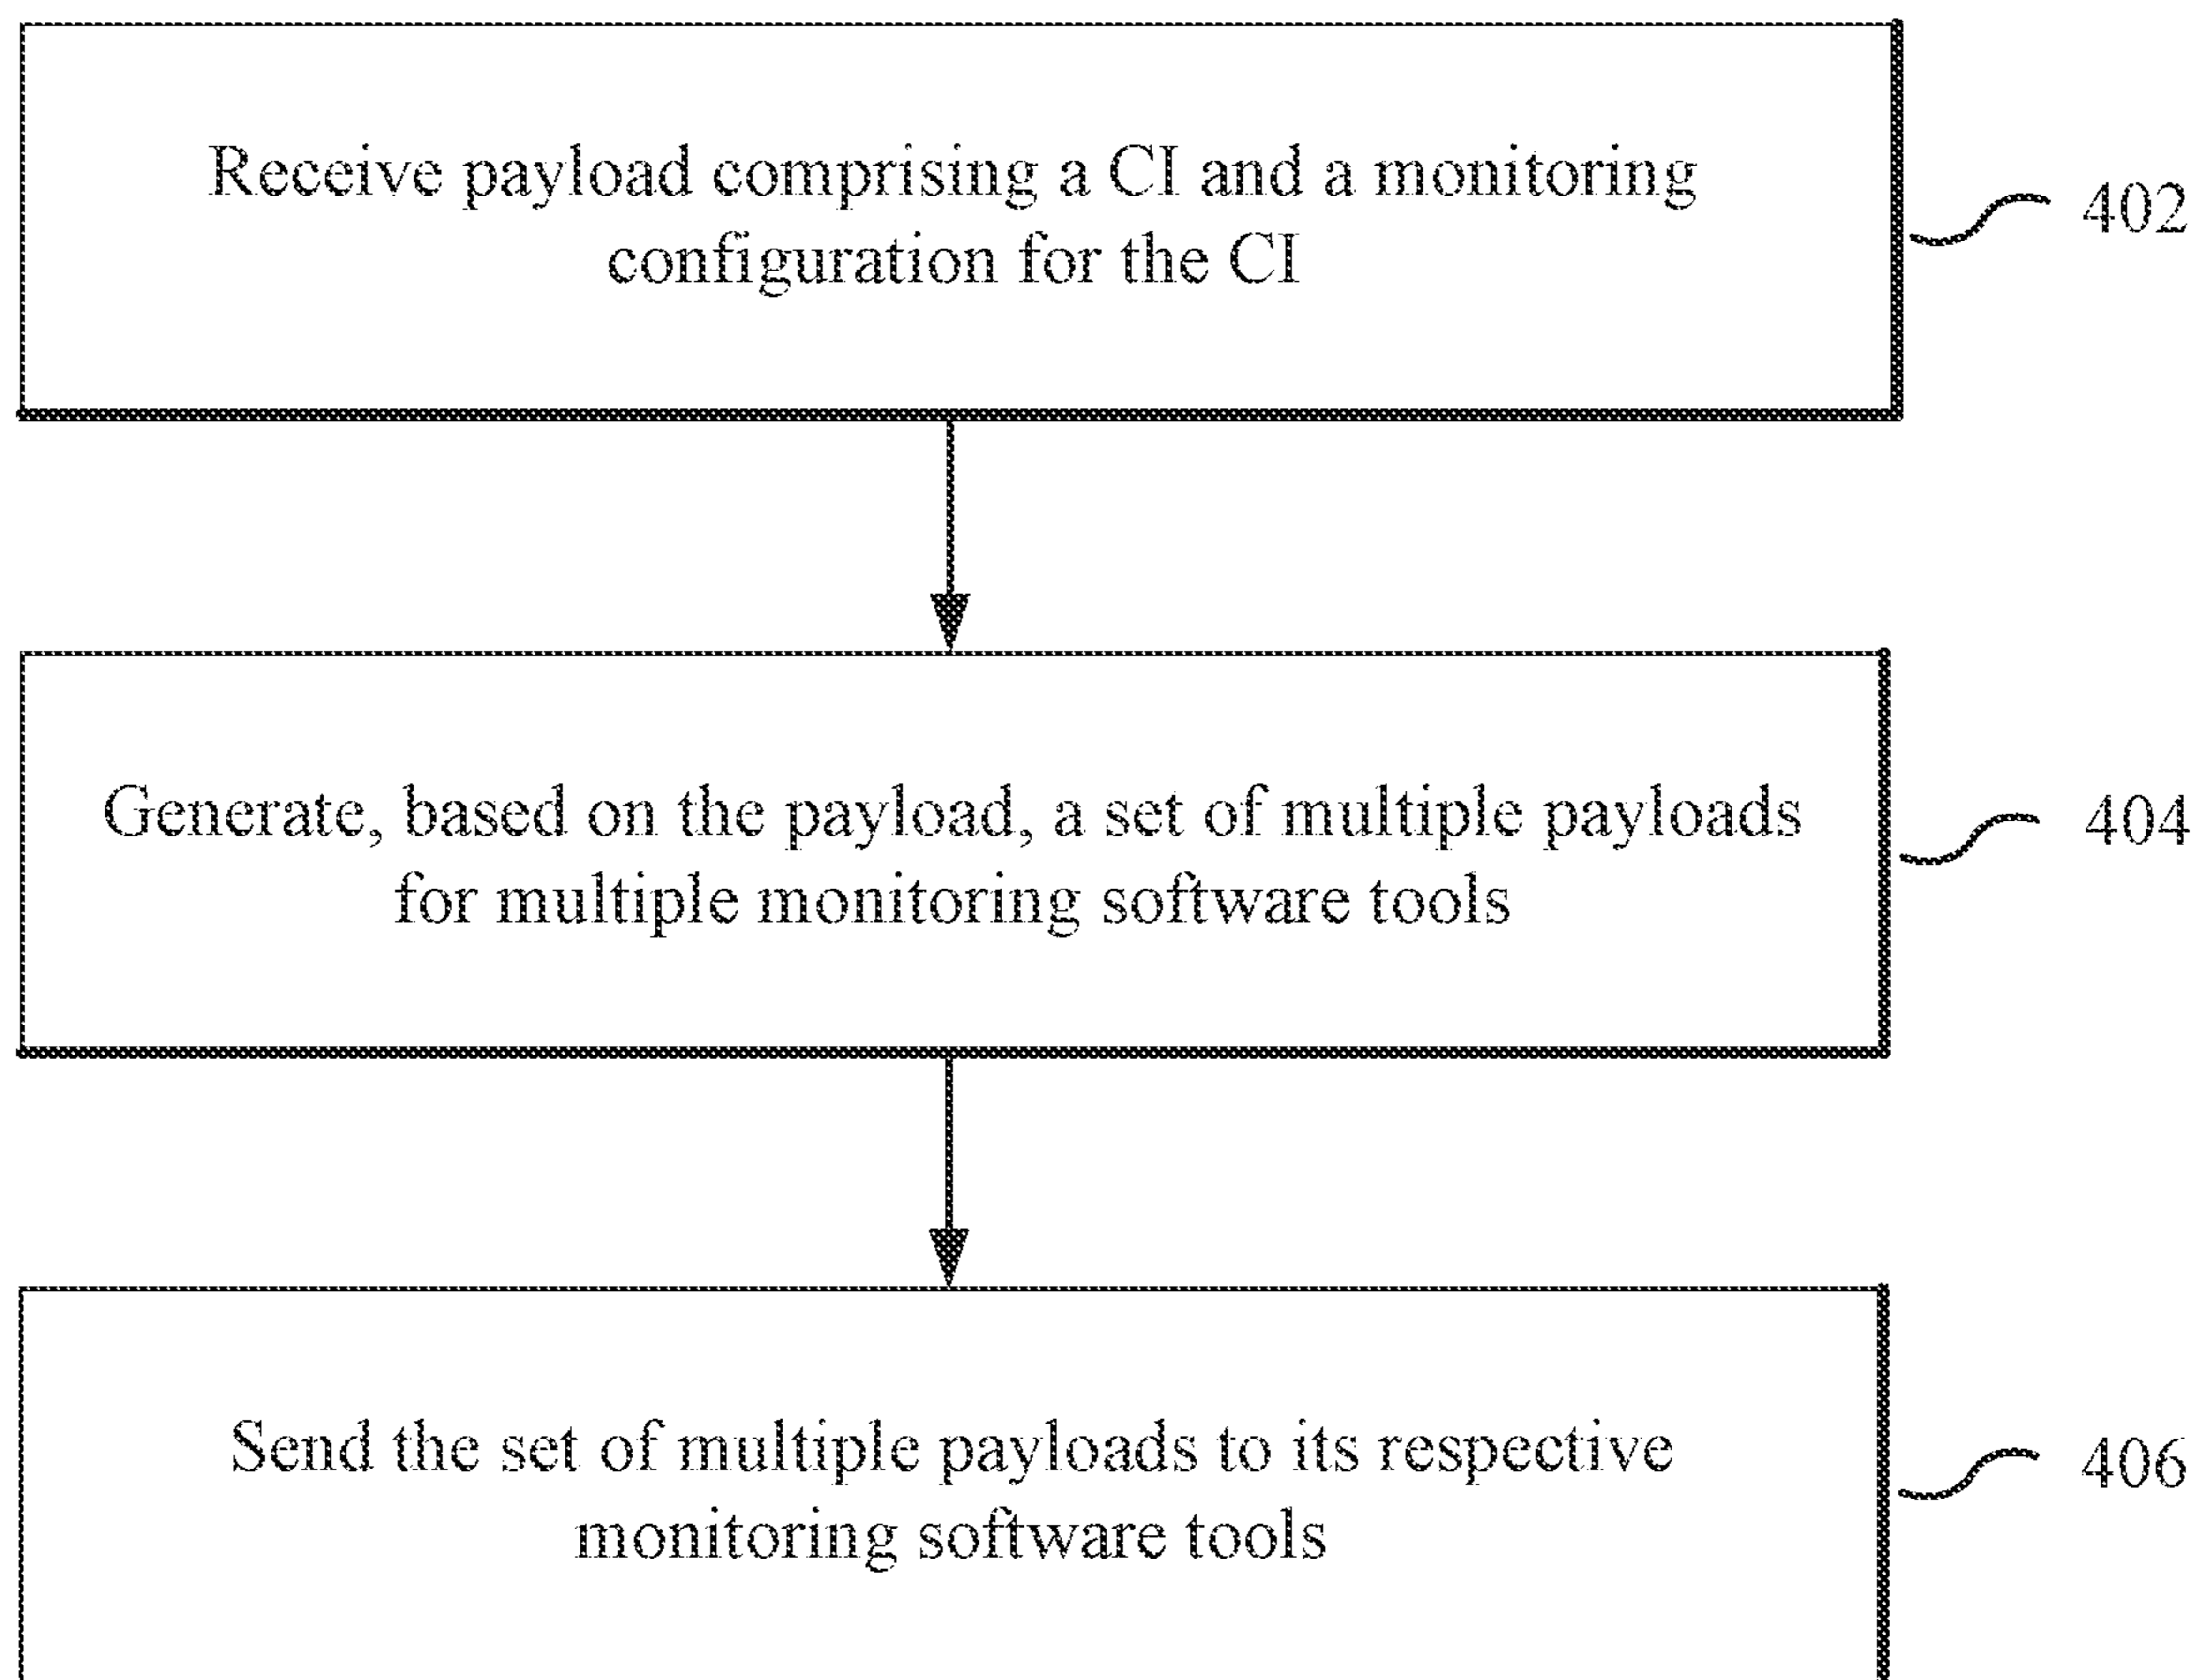 Receive payload comprising a CI and a monitoring
configuration for the CI
402
Generate, based on the payload, a set of multiple payloads
for multiple monitoring software tools
404
Send the set of multiple payloads to its respective
monitoring software tools
406